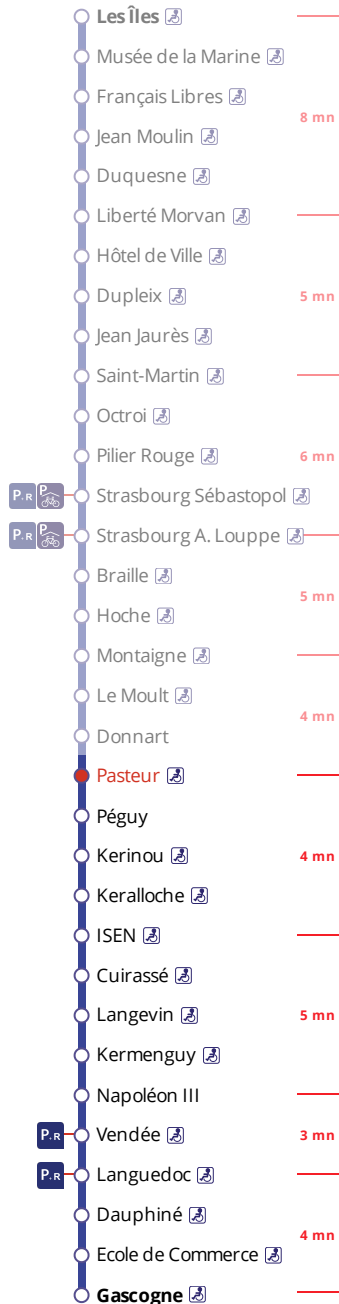 Les Îles
Musée de la Marine
Français Libres
8 mn
Jean Moulin
Duquesne
Liberté Morvan
Hôtel de Ville
Dupleix 5 mn
Jean Jaurès
Saint-Martin
Octroi
Pilier Rouge 6 mn
P+R P Strasbourg Sébastopol
P+R P Strasbourg A. Louppe
Braille
5 mn
Hoche
Montaigne
Le Moult
4 mn
Donnart
Pasteur
Péguy
Kerinou 4 mn
Keralloche
ISEN
Cuirassé
Langevin 5 mn
Kermenguy
Napoléon III
P+R Vendée 3 mn
P+R Languedoc
Dauphiné
4 mn
Ecole de Commerce
Gascogne